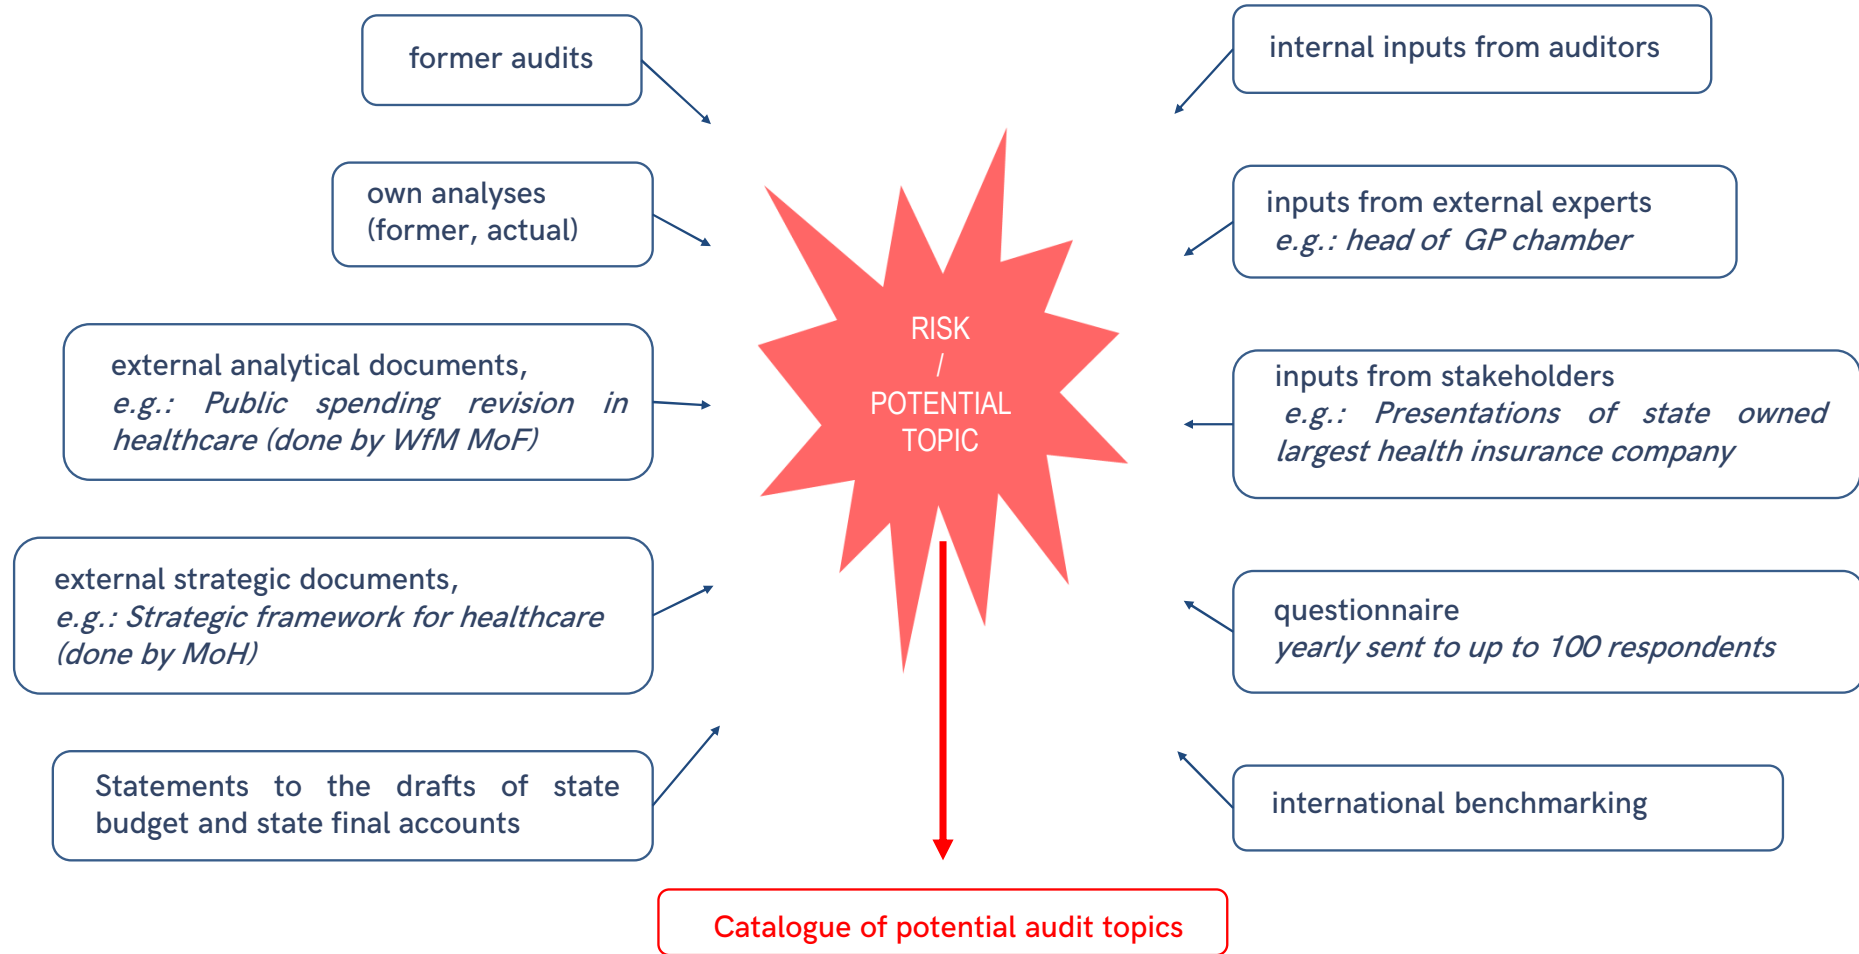 former audits
own analyses
(former, actual)
external analytical documents,
e.g.: Public spending revision in
healthcare (done by WfM MoF)
external strategic documents,
e.g.: Strategic framework for healthcare
(done by MoH)
Statements to the drafts of state
budget and state final accounts
RISK
/
POTENTIAL
TOPIC
internal inputs from auditors
inputs from external experts
e.g.: head of GP chamber
inputs from stakeholders
e.g.: Presentations of state owned
largest health insurance company
questionnaire
yearly sent to up to 100 respondents
international benchmarking
Catalogue of potential audit topics